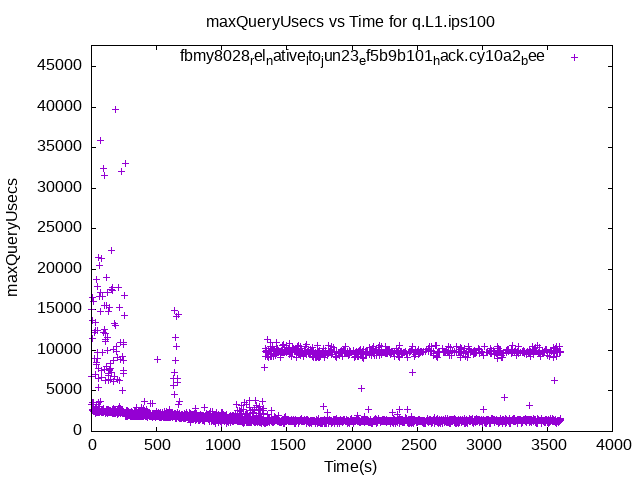 maxQueryUsecs vs Time for q.L1.ips100
fbmy8028relnativeltojun23ef5b9b101hack.cy10a2bee
45000
40000
35000
30000
25000
20000
15000
10000
5000
0
maxQueryUsecs
0 500 1000 1500 2000 2500 3000 3500 4000
Time(s)